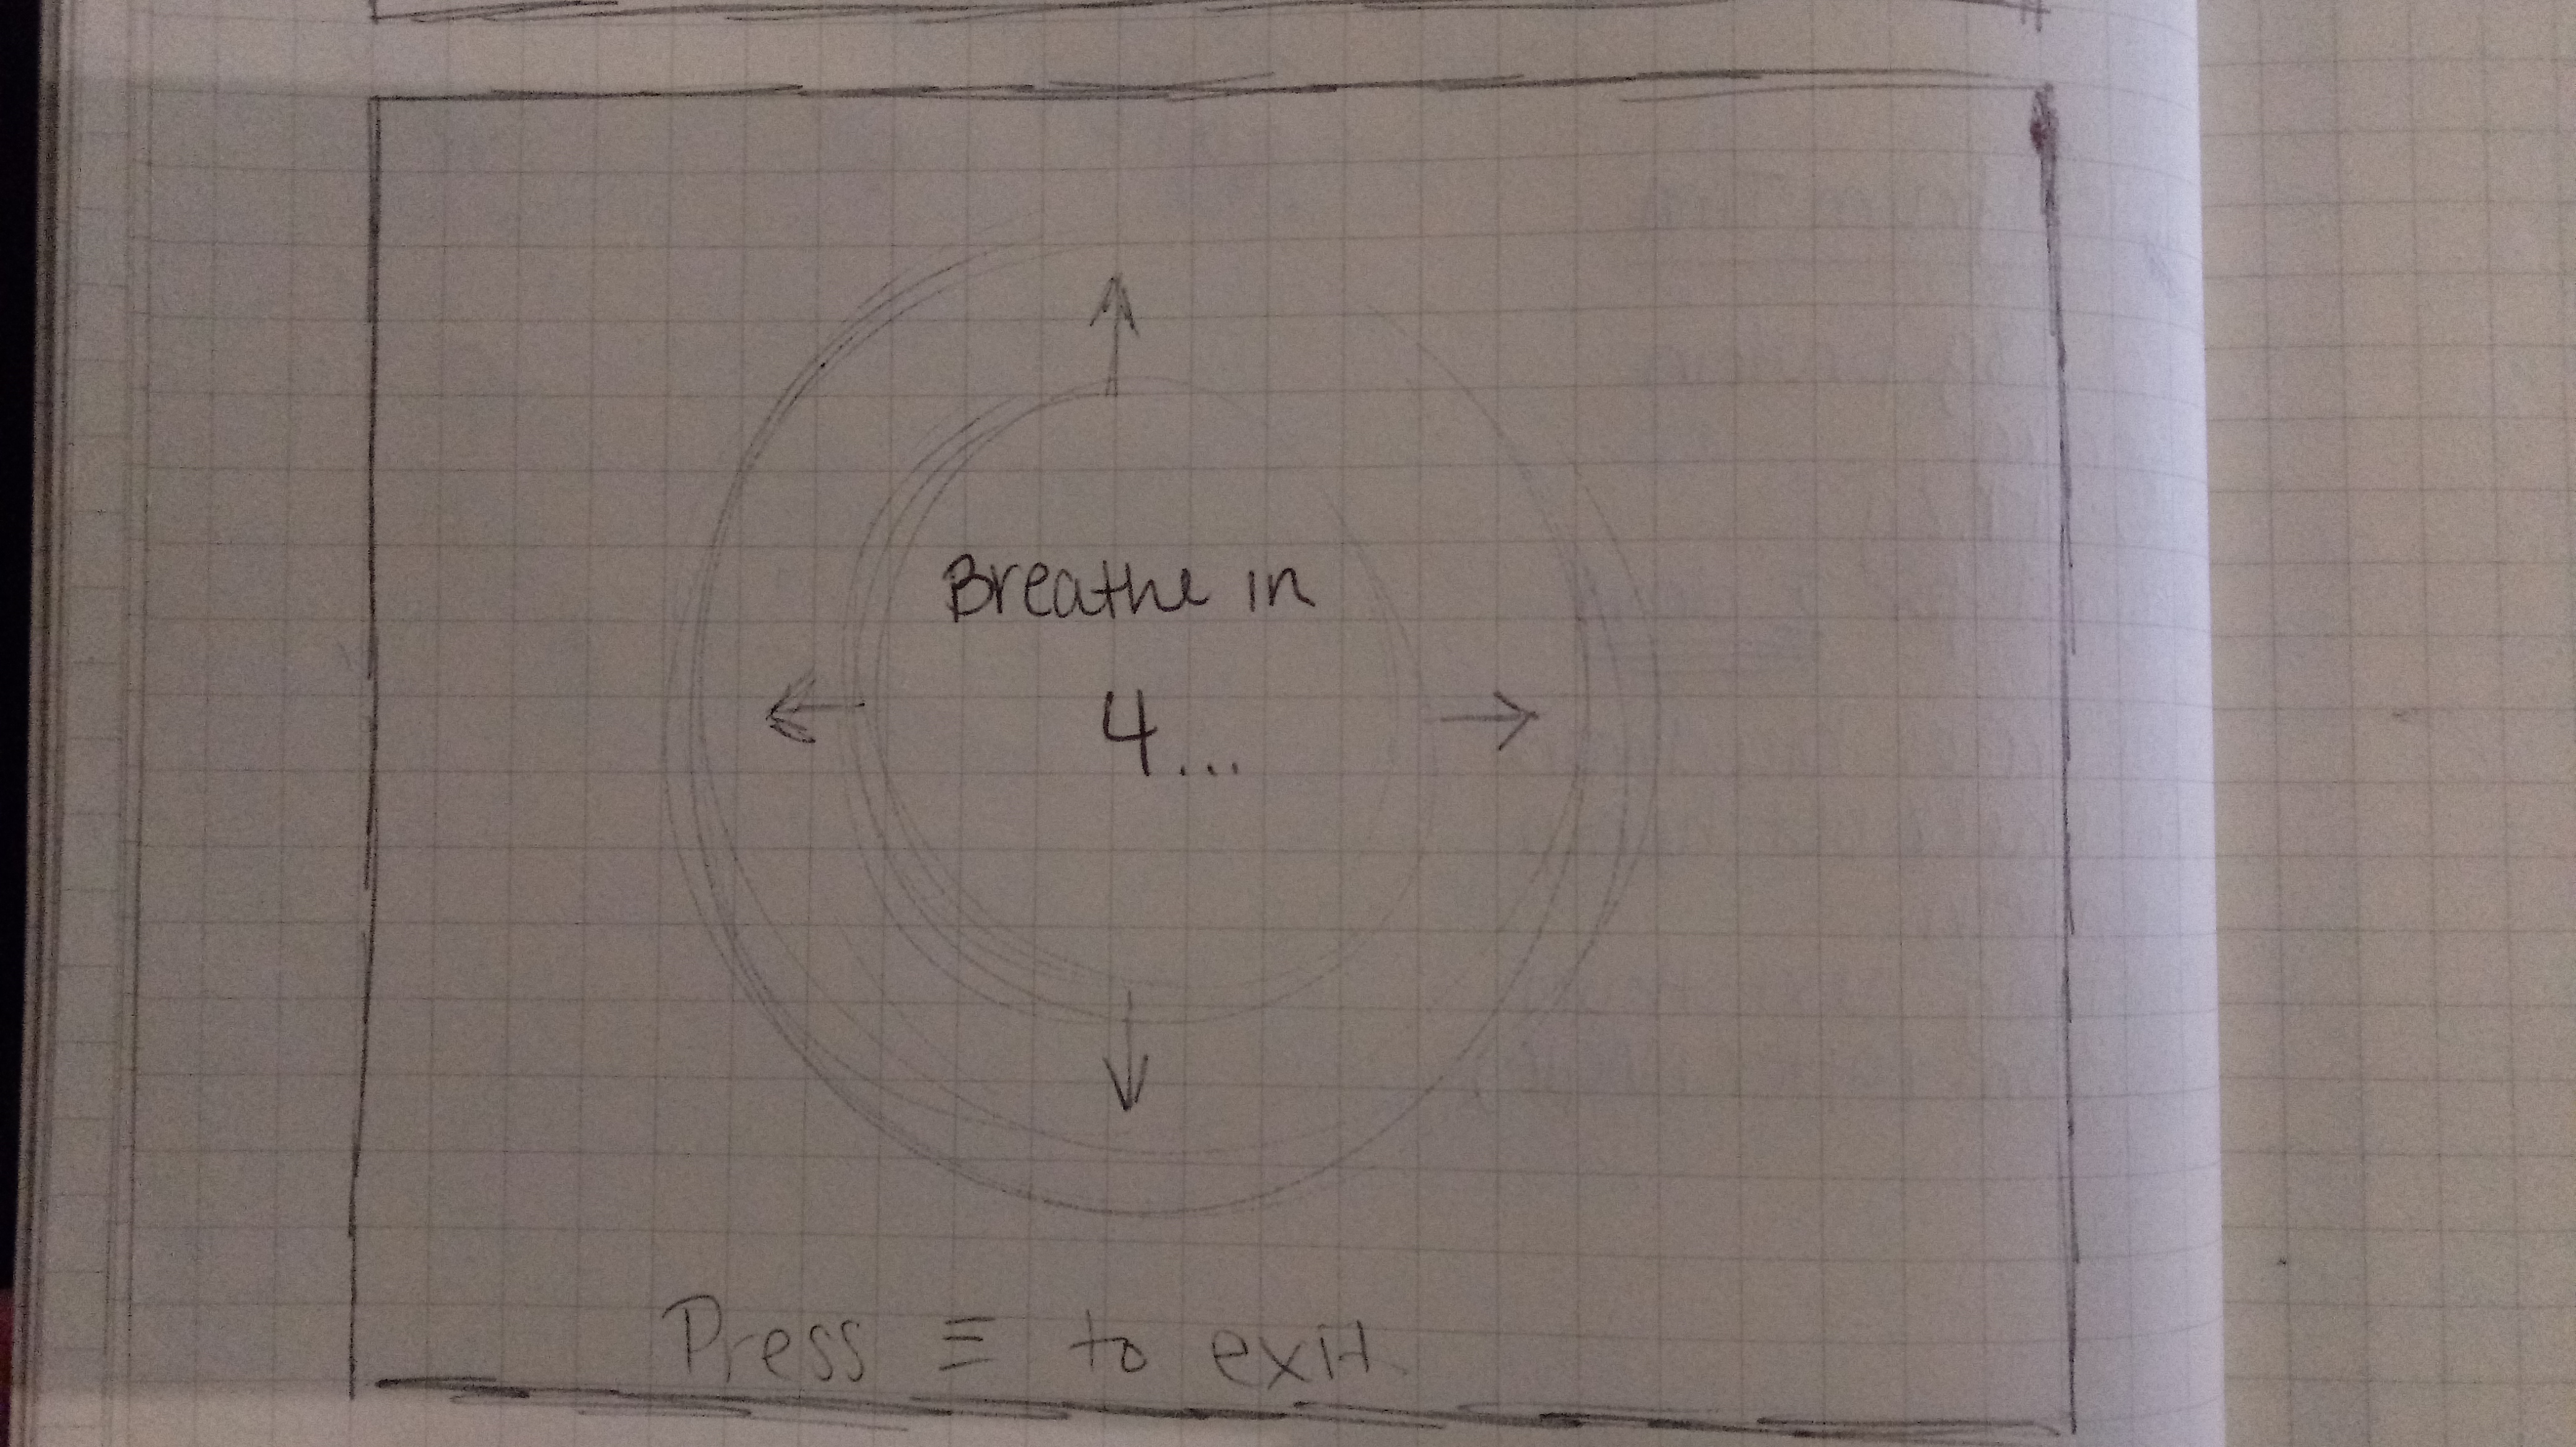 Breathe in
4...
Press ≡ to exit.